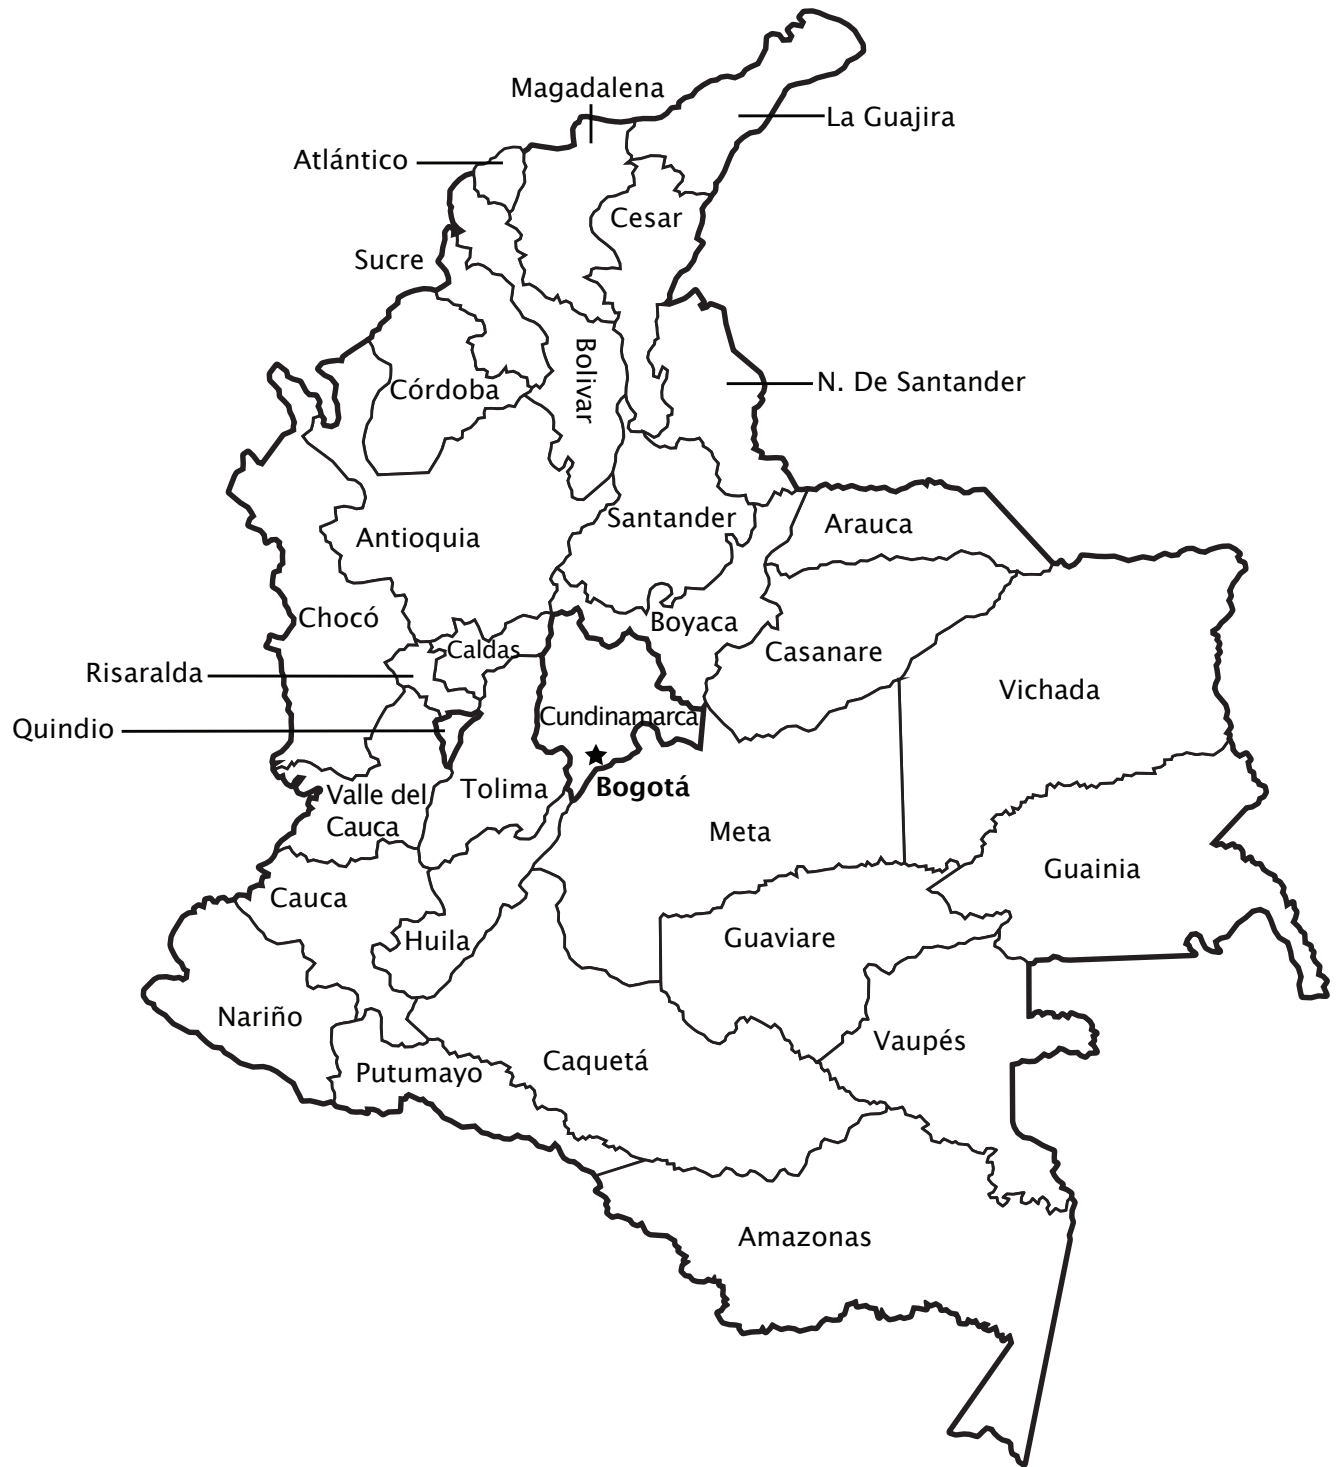 Magadalena
La Guajira
Atlántico
Cesar
Sucre
Bolivar
Córdoba
N. De Santander
Santander
Arauca
Antioquia
Chocó
Boyaca
Caldas
Casanare
Risaralda
Vichada
Cundinamarca
Quindio
Bogotá
Tolima
Valle del
Cauca
Meta
Guainia
Cauca
Huila
Guaviare
Nariño
Vaupés
Caquetá
Putumayo
Amazonas